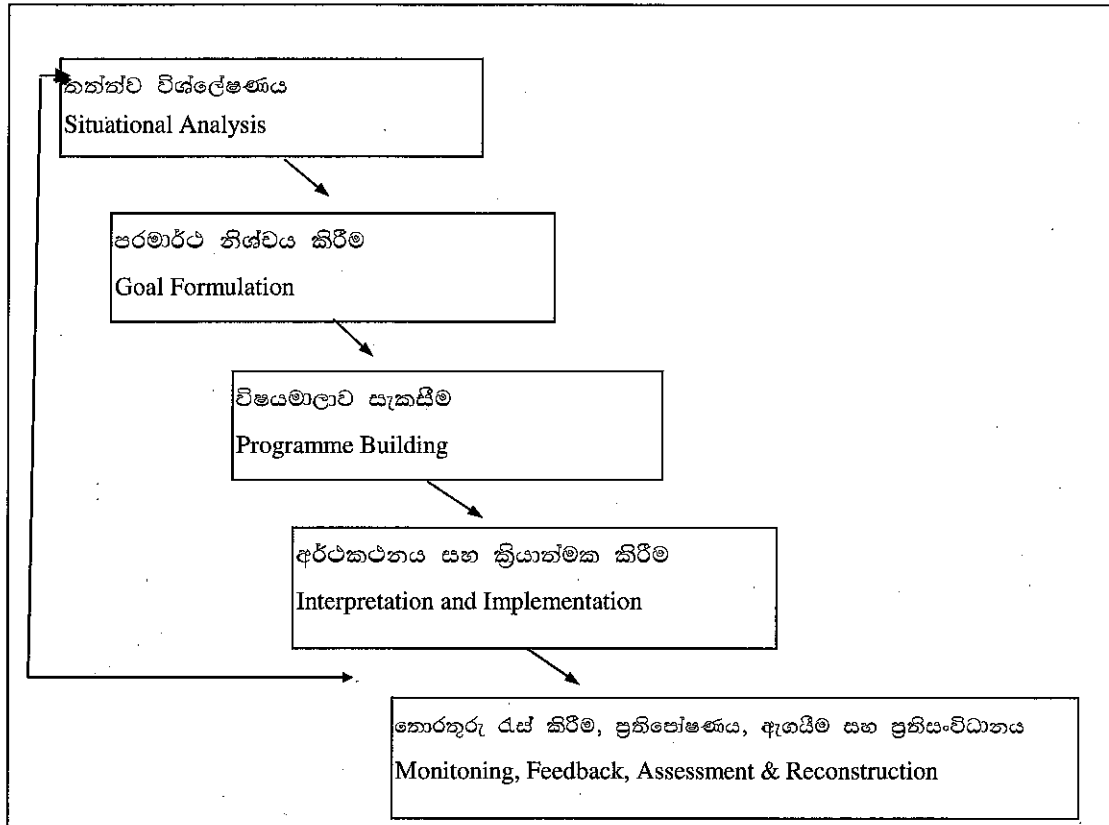 තත්ත්ව විශ්ලේෂණය
Situational Analysis
පරමාර්ථ නිශ්චය කිරීම
Goal Formulation
විෂයමාලාව සැකසීම
Programme Building
අර්ථකථනය සහ ක්‍රියාත්මක කිරීම
Interpretation and Implementation
තොරතුරු රැස් කිරීම, ප්‍රතිපෝෂණය, ඇගයීම සහ ප්‍රතිසංවිධානය
Monitoning, Feedback, Assessment & Reconstruction